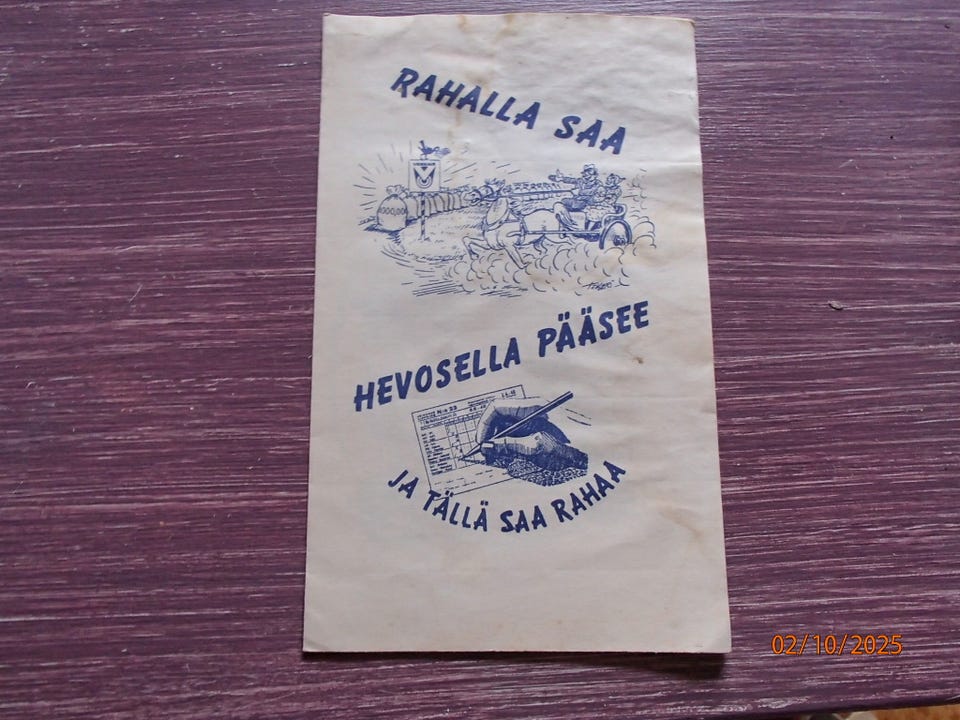 RAHALLA SAA
HEVOSELLA PÄÄSEE
JA TÄLLÄ SAA RAHAA
02/10/2025